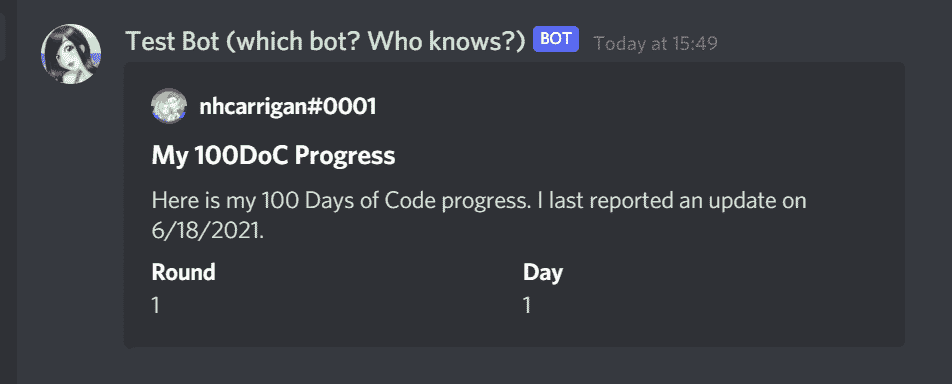 Test Bot (which bot? Who knows?) BOT Today at 15:49
nhcarrigan#0001
My 100DoC Progress
Here is my 100 Days of Code progress. I last reported an update on
6/18/2021.
Round Day
1 1